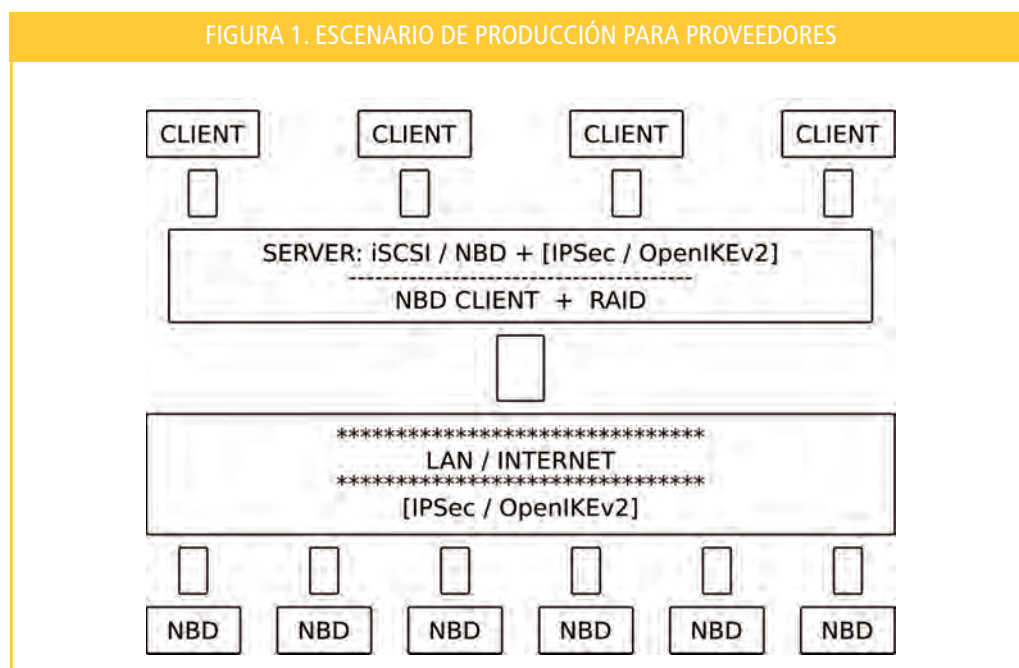 FIGURA 1. ESCENARIO DE PRODUCCIÓN PARA PROVEEDORES
CLIENT CLIENT CLIENT CLIENT
SERVER: iSCSI / NBD + [IPSec / OpenIKEv2]
------------------------------------
NBD CLIENT + RAID
*******************************
LAN / INTERNET
*******************************
[IPSec / OpenIKEv2]
NBD NBD NBD NBD NBD NBD